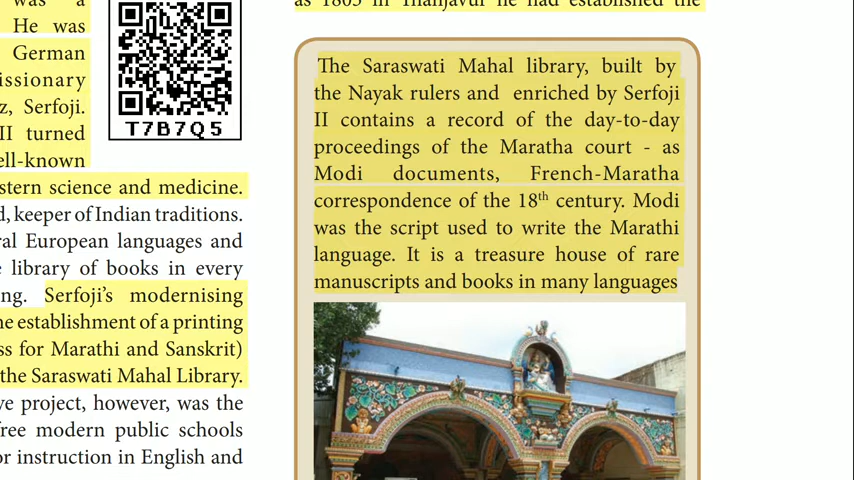 was a
He was
German
issionary
z, Serfoji.
II turned
ell-known
stern science and medicine.
d, keeper of Indian traditions.
ral European languages and
e library of books in every
ng. Serfoji’s modernising
he establishment of a printing
ss for Marathi and Sanskrit)
the Saraswati Mahal Library.
ve project, however, was the
free modern public schools
or instruction in English and
T7B7Q5
as 1803 in Thanjavur he had established the
The Saraswati Mahal library, built by
the Nayak rulers and enriched by Serfoji
II contains a record of the day-to-day
proceedings of the Maratha court - as
Modi documents, French-Maratha
correspondence of the 18th century. Modi
was the script used to write the Marathi
language. It is a treasure house of rare
manuscripts and books in many languages